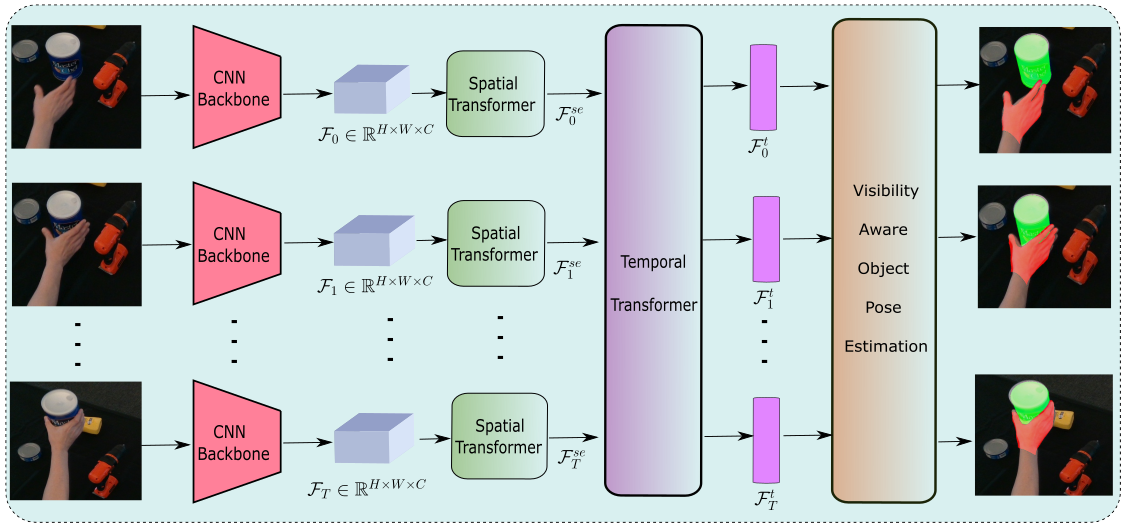 CNN
Backbone
Spatial
Transformer
$\mathcal{F}_0 \in \mathbb{R}^{H \times W \times C}$
$\mathcal{F}_0^{se}$
$\mathcal{F}_0^{t}$
CNN
Backbone
Spatial
Transformer
$\mathcal{F}_1 \in \mathbb{R}^{H \times W \times C}$
$\mathcal{F}_1^{se}$
$\mathcal{F}_1^{t}$
CNN
Backbone
Spatial
Transformer
$\mathcal{F}_T \in \mathbb{R}^{H \times W \times C}$
$\mathcal{F}_T^{se}$
$\mathcal{F}_T^{t}$
Temporal
Transformer
Visibility
Aware
Object
Pose
Estimation